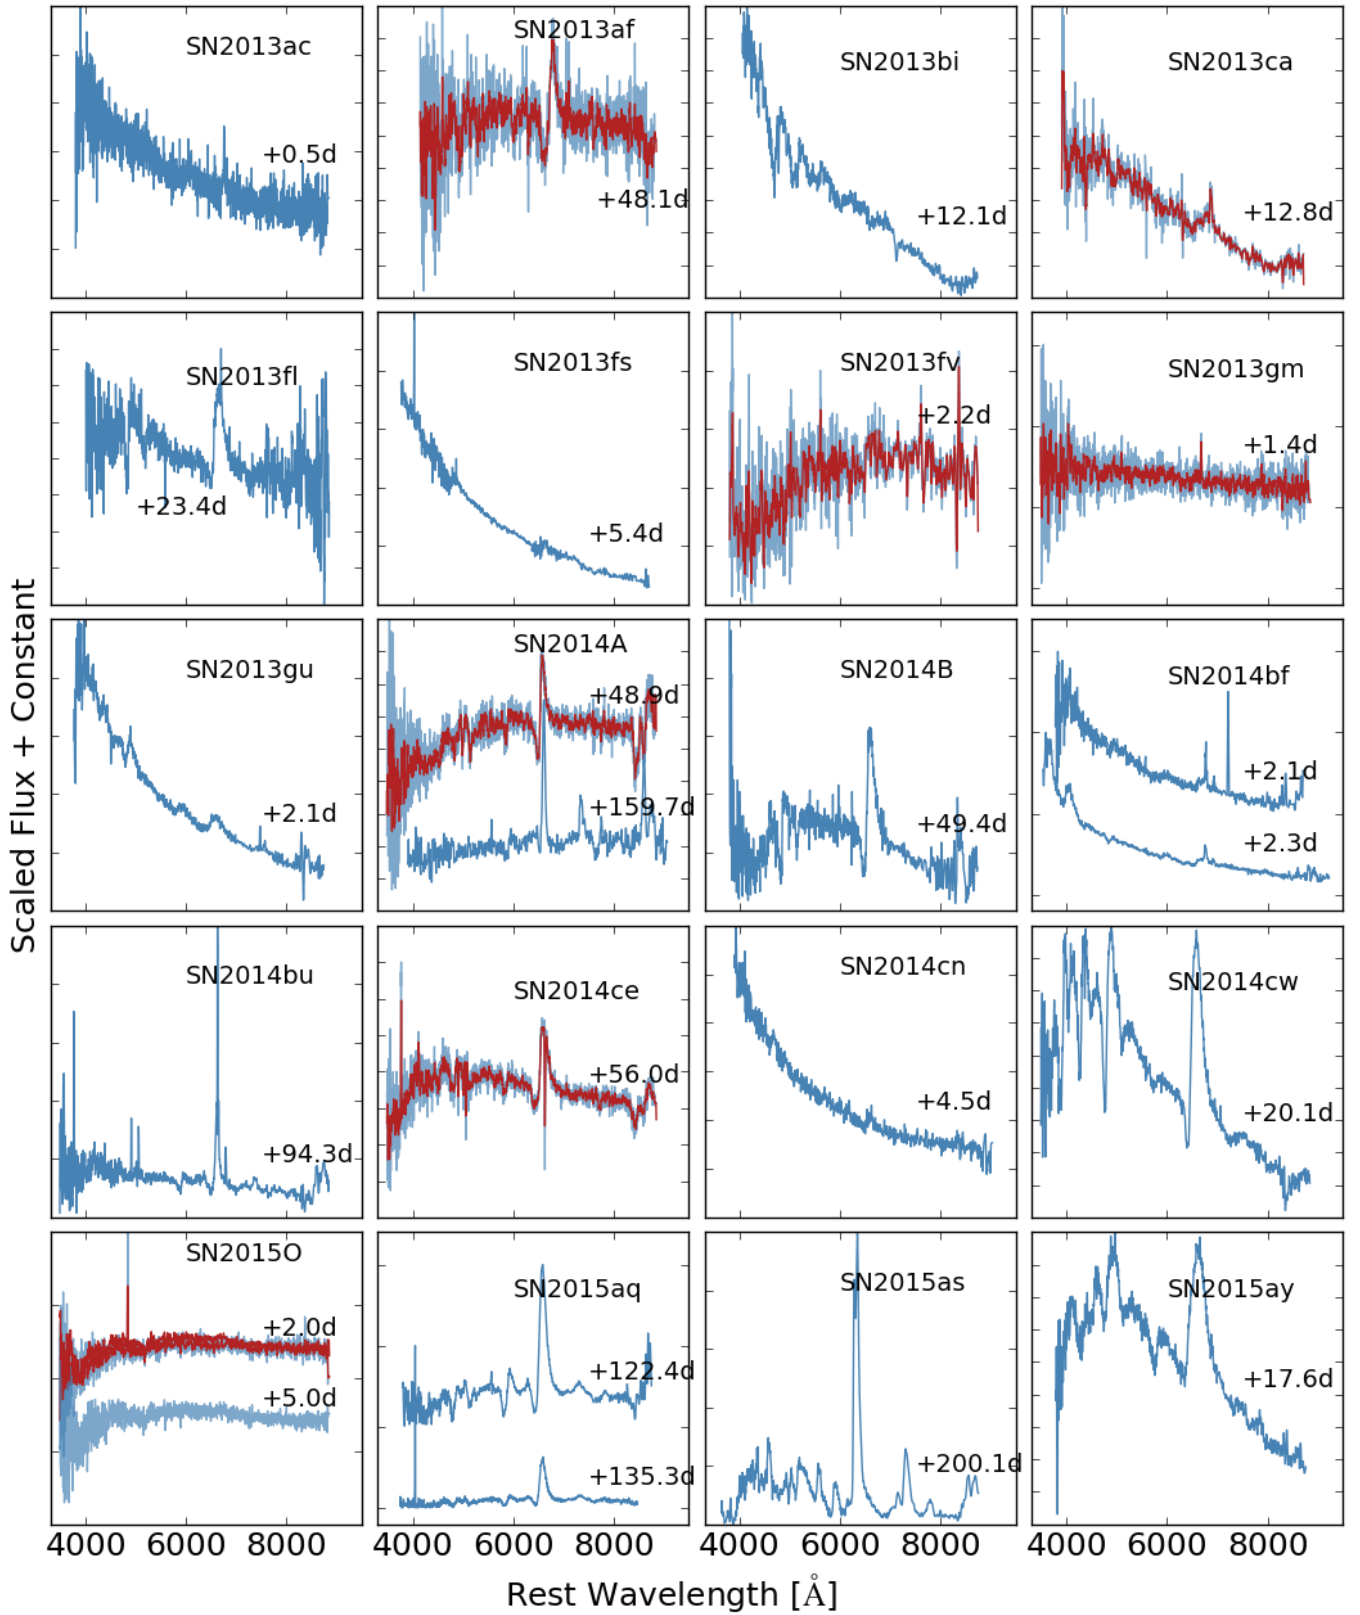 SN2013ac
+0.5d
SN2013af
+48.1d
SN2013bi
+12.1d
SN2013ca
+12.8d
SN2013fl
+23.4d
SN2013fs
+5.4d
SN2013fv
+2.2d
SN2013gm
+1.4d
SN2013gu
+2.1d
SN2014A
+48.9d
+159.7d
SN2014B
+49.4d
SN2014bf
+2.1d
+2.3d
SN2014bu
+94.3d
SN2014ce
+56.0d
SN2014cn
+4.5d
SN2014cw
+20.1d
SN2015O
+2.0d
+5.0d
SN2015aq
+122.4d
+135.3d
SN2015as
+200.1d
SN2015ay
+17.6d
Scaled Flux + Constant
4000 6000 8000 4000 6000 8000 4000 6000 8000 4000 6000 8000
Rest Wavelength [Å]